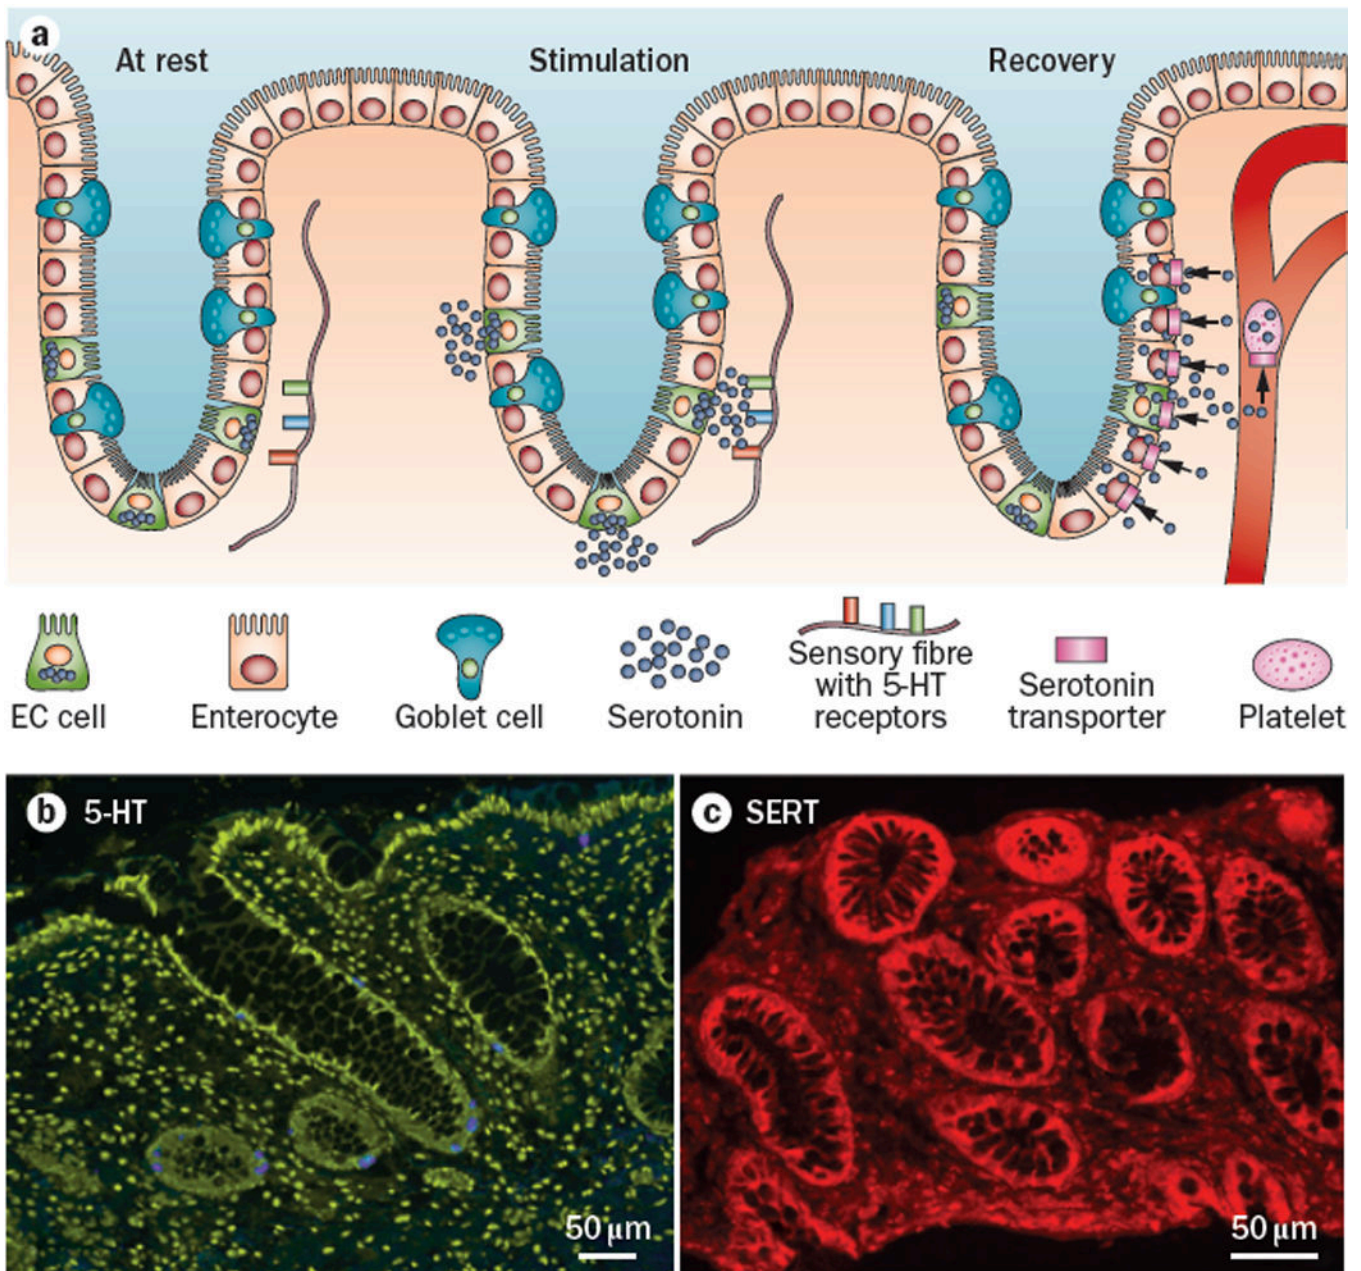 a
At rest
Stimulation
Recovery
EC cell
Enterocyte
Goblet cell
Serotonin
Sensory fibre
with 5-HT
receptors
Serotonin
transporter
Platelet
b 5-HT
50 μm
c SERT
50 μm